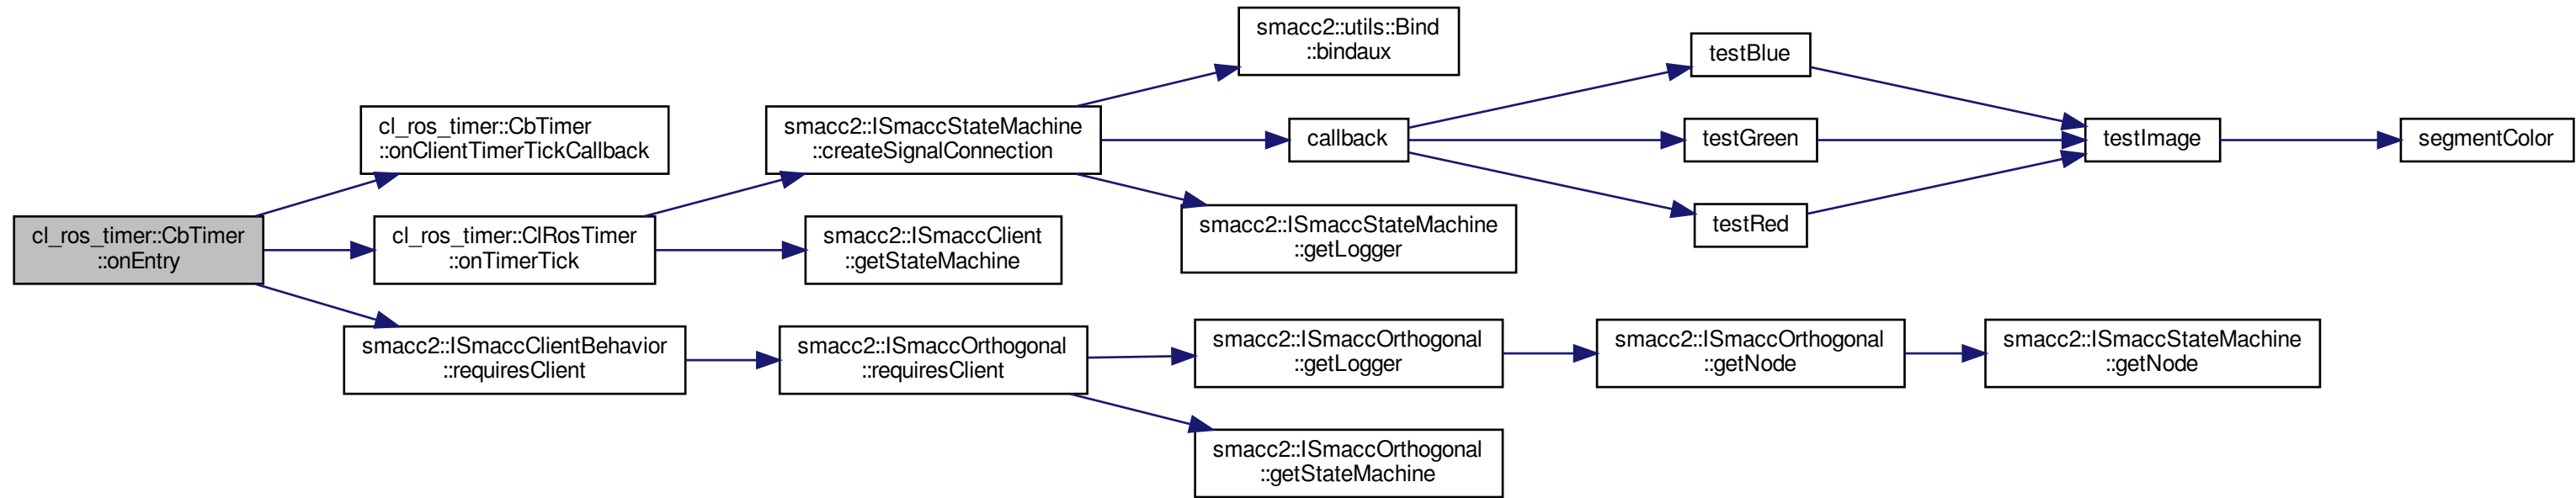 cl_ros_timer::CbTimer
::onEntry
cl_ros_timer::CbTimer
::onClientTimerTickCallback
cl_ros_timer::ClRosTimer
::onTimerTick
smacc2::ISmaccClientBehavior
::requiresClient
smacc2::ISmaccStateMachine
::createSignalConnection
smacc2::ISmaccClient
::getStateMachine
smacc2::ISmaccOrthogonal
::requiresClient
smacc2::utils::Bind
::bindaux
callback
smacc2::ISmaccStateMachine
::getLogger
smacc2::ISmaccOrthogonal
::getLogger
smacc2::ISmaccOrthogonal
::getStateMachine
testBlue
testGreen
testRed
smacc2::ISmaccOrthogonal
::getNode
testImage
smacc2::ISmaccStateMachine
::getNode
segmentColor